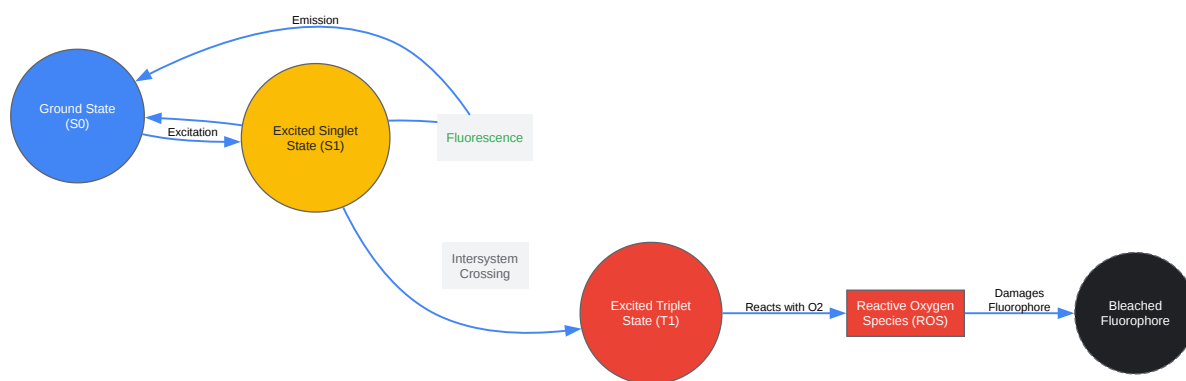 Emission
Ground State
(S0)
Excitation
Excited Singlet
State (S1)
Fluorescence
Intersystem
Crossing
Excited Triplet
State (T1)
Reacts with O2
Reactive Oxygen
Species (ROS)
Damages
Fluorophore
Bleached
Fluorophore